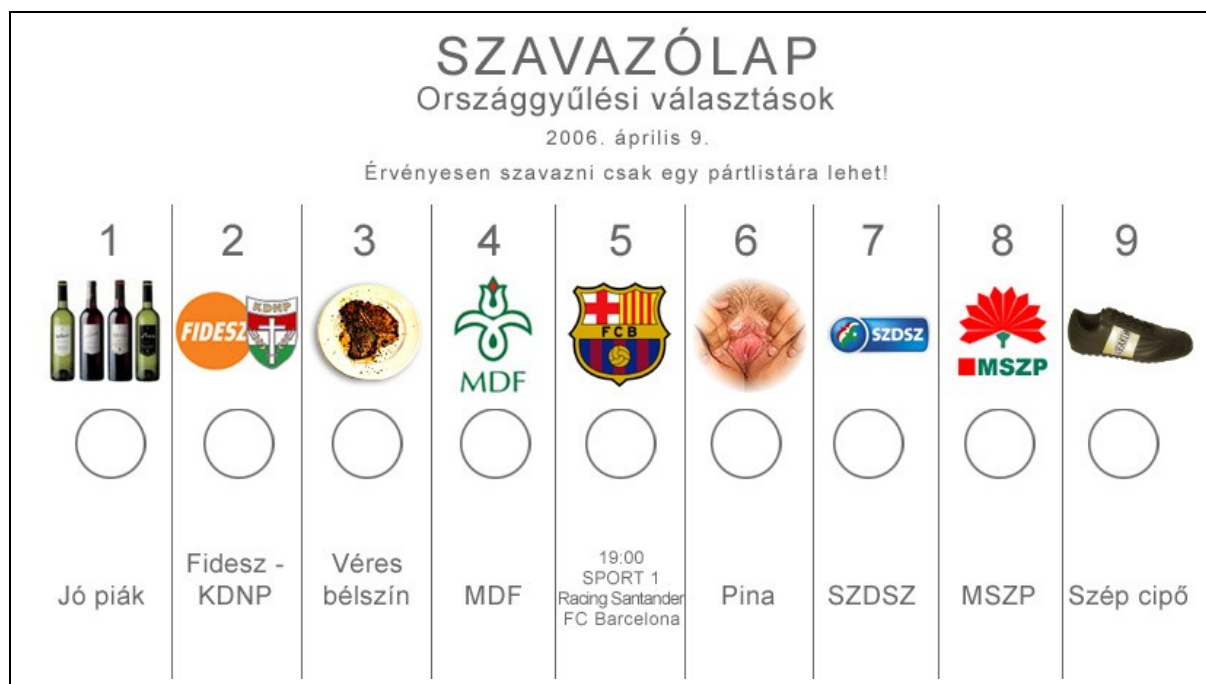 SZAVAZÓLAP
Országgyűlési választások
2006. április 9.
Érvényesen szavazni csak egy pártlistára lehet!
1
2
3
4
5
6
7
8
9
FIDESZ
KDNP
MDF
FCB
SZDSZ
MSZP
Jó piák
Fidesz -
KDNP
Véres
bélszín
MDF
19:00
SPORT 1
Racing Santander
FC Barcelona
Pina
SZDSZ
MSZP
Szép cipő